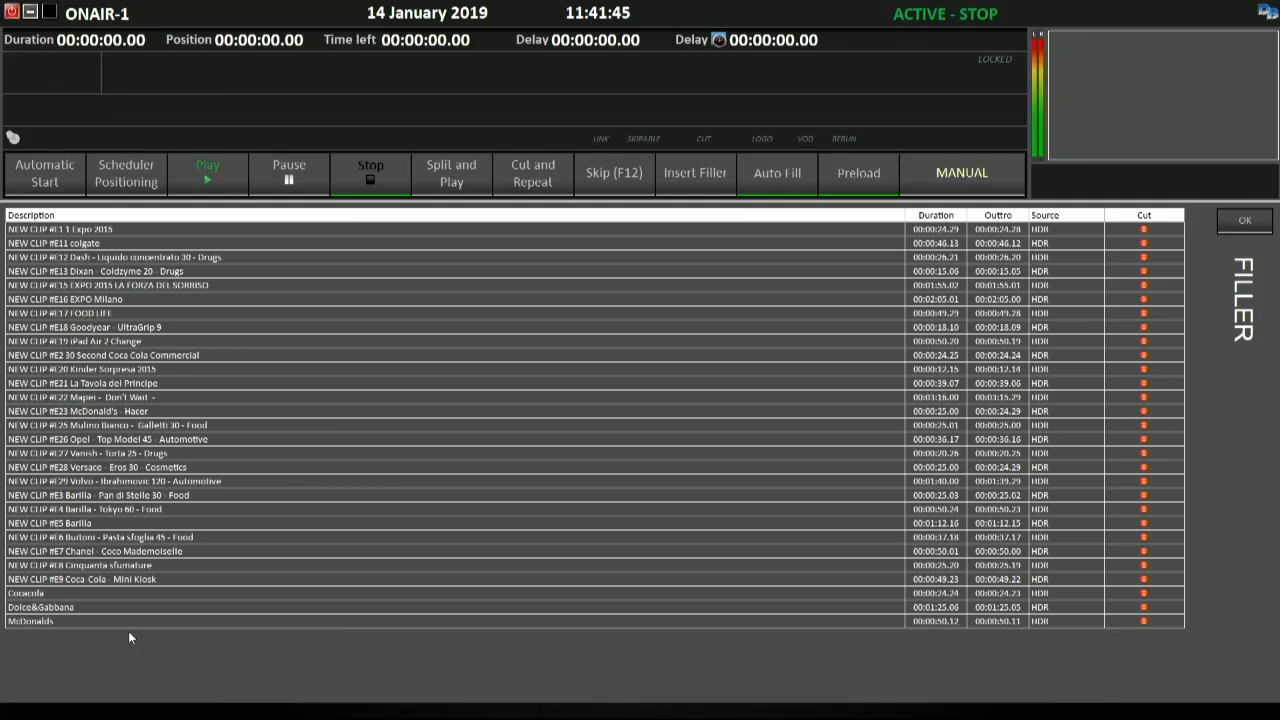 ONAIR-1 14 January 2019 11:41:45 ACTIVE - STOP
Duration 00:00:00.00 Position 00:00:00.00 Time left 00:00:00.00 Delay 00:00:00.00 Delay 00:00:00.00
L R
LOCKED
LINK SKIPABLE CUT LOGO VOD RERUN
Automatic Start
Scheduler Positioning
Play
Pause
Stop
Split and Play
Cut and Repeat
Skip (F12)
Insert Filler
Auto Fill
Preload
MANUAL
Description Duration Outtro Source Cut
NEW CLIP #E1 1 Expo 2015 00:00:24.29 00:00:24.28 HDR
NEW CLIP #E11 colgate 00:00:46.13 00:00:46.12 HDR
NEW CLIP #E12 Dash - Liquido concentrato 30 - Drugs 00:00:26.21 00:00:26.20 HDR
NEW CLIP #E13 Dixan - Coldzyme 20 - Drugs 00:00:15.06 00:00:15.05 HDR
NEW CLIP #E15 EXPO 2015 LA FORZA DEL SORRISO 00:01:55.02 00:01:55.01 HDR
NEW CLIP #E16 EXPO Milano 00:02:05.01 00:02:05.00 HDR
NEW CLIP #E17 FOOD LIFE 00:00:49.29 00:00:49.28 HDR
NEW CLIP #E18 Goodyear - UltraGrip 9 00:00:18.10 00:00:18.09 HDR
NEW CLIP #E19 iPad Air 2 Change 00:00:50.20 00:00:50.19 HDR
NEW CLIP #E2 30 Second Coca Cola Commercial 00:00:24.25 00:00:24.24 HDR
NEW CLIP #E20 Kinder Sorpresa 2015 00:00:12.15 00:00:12.14 HDR
NEW CLIP #E21 La Tavola del Principe 00:00:39.07 00:00:39.06 HDR
NEW CLIP #E22 Mapei - Don't Wait - 00:03:16.00 00:03:15.29 HDR
NEW CLIP #E23 McDonald's - Hacer 00:00:25.00 00:00:24.29 HDR
NEW CLIP #E25 Mulino Bianco - Galletti 30 - Food 00:00:25.01 00:00:25.00 HDR
NEW CLIP #E26 Opel - Top Model 45 - Automotive 00:00:36.17 00:00:36.16 HDR
NEW CLIP #E27 Vanish - Torta 25 - Drugs 00:00:20.26 00:00:20.25 HDR
NEW CLIP #E28 Versace - Eros 30 - Cosmetics 00:00:25.00 00:00:24.29 HDR
NEW CLIP #E29 Volvo - Ibrahimovic 120 - Automotive 00:01:40.00 00:01:39.29 HDR
NEW CLIP #E3 Barilla - Pan di Stelle 30 - Food 00:00:25.03 00:00:25.02 HDR
NEW CLIP #E4 Barilla - Tokyo 60 - Food 00:00:50.24 00:00:50.23 HDR
NEW CLIP #E5 Barilla 00:01:12.16 00:01:12.15 HDR
NEW CLIP #E6 Buitoni - Pasta sfoglia 45 - Food 00:00:37.18 00:00:37.17 HDR
NEW CLIP #E7 Chanel - Coco Mademoiselle 00:00:50.01 00:00:50.00 HDR
NEW CLIP #E8 Cinquanta sfumature 00:00:25.20 00:00:25.19 HDR
NEW CLIP #E9 Coca-Cola - Mini Kiosk 00:00:49.23 00:00:49.22 HDR
Cocacola 00:00:24.24 00:00:24.23 HDR
Dolce&Gabbana 00:01:25.06 00:01:25.05 HDR
McDonalds 00:00:50.12 00:00:50.11 HDR
OK
FILLER